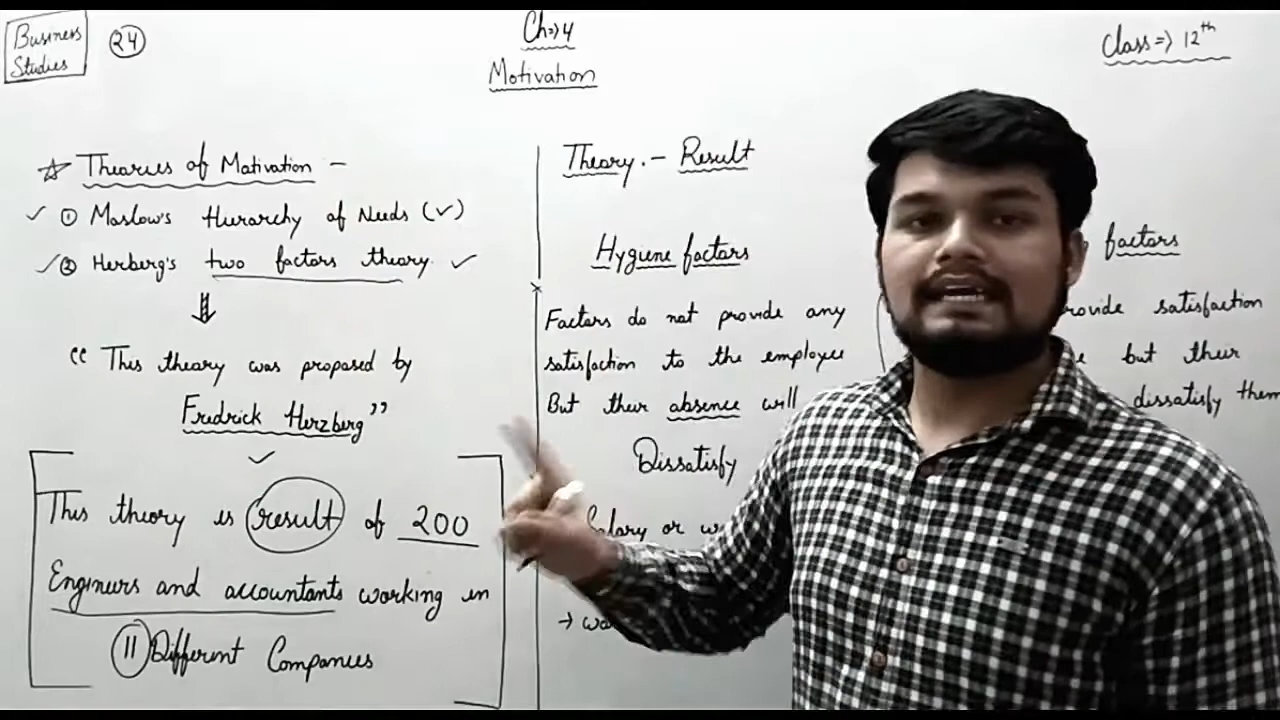 Business
Studies
24
Ch⇒4
Motivation
Class ⇒ 12th
☆ Theories of Motivation –
✓ ① Maslow's Hierarchy of Needs (✓)
✓ ② Herberg's two factors theory. ✓
⇓
“ This theory was proposed by
Fredrick Herzberg ”
✓
This theory is result of 200
Engineers and accountants working in
11 Different Companies
Theory. – Result
Hygiene factors
Factors do not provide any
satisfaction to the employee
But their absence will
Dissatisfy
Salary or
→
factors
satisfaction
but their
dissatisfy them